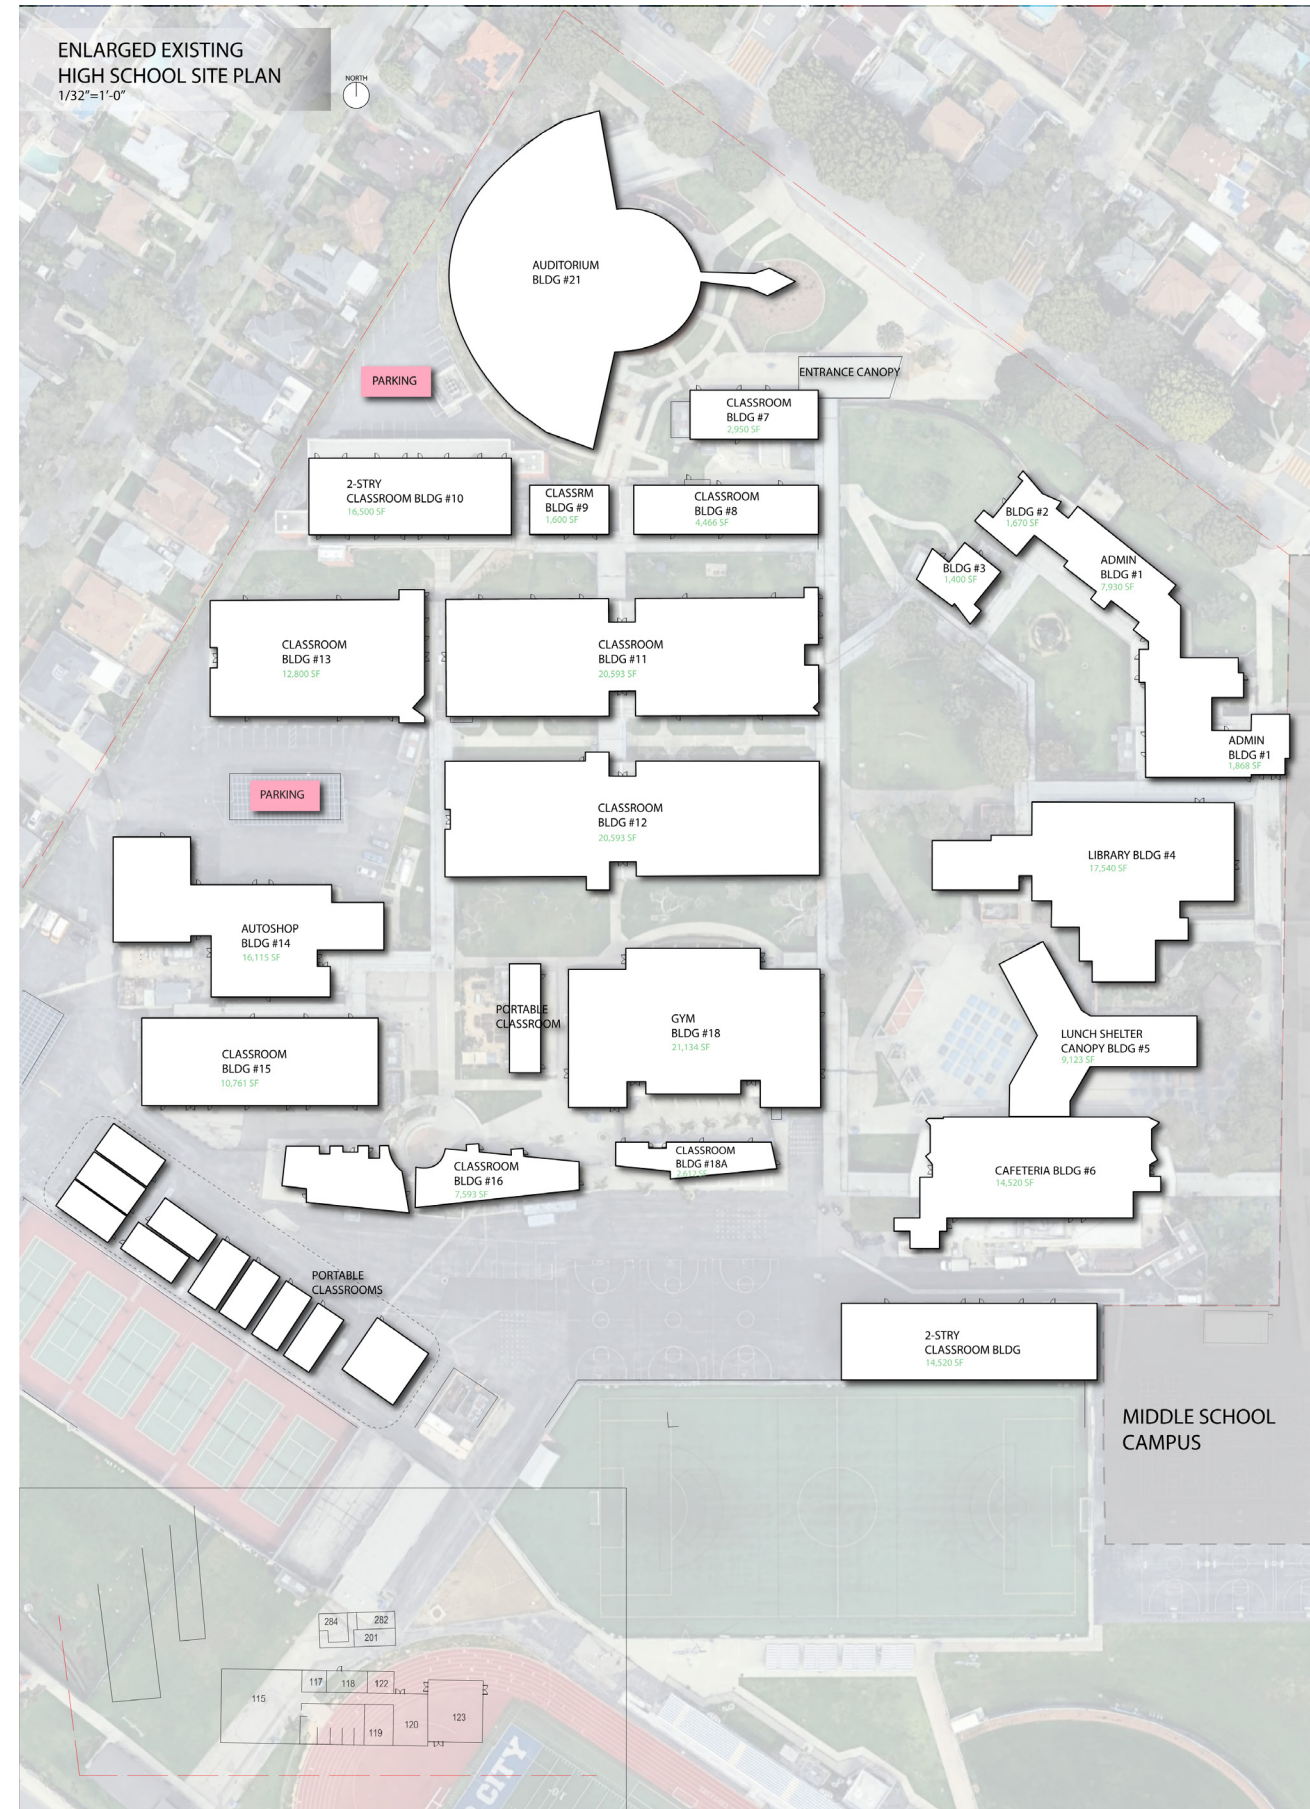 ENLARGED EXISTING
HIGH SCHOOL SITE PLAN
1/32"=1'-0"
NORTH
AUDITORIUM
BLDG #21
PARKING
ENTRANCE CANOPY
CLASSROOM
BLDG #7
2,950 SF
2-STRY
CLASSROOM BLDG #10
16,500 SF
CLASSRM
BLDG #9
1,600 SF
CLASSROOM
BLDG #8
4,466 SF
BLDG #2
1,670 SF
BLDG #3
1,400 SF
ADMIN
BLDG #1
7,930 SF
CLASSROOM
BLDG #13
12,800 SF
CLASSROOM
BLDG #11
20,593 SF
ADMIN
BLDG #1
1,868 SF
PARKING
CLASSROOM
BLDG #12
20,593 SF
LIBRARY BLDG #4
17,540 SF
AUTOSHOP
BLDG #14
16,115 SF
PORTABLE
CLASSROOM
GYM
BLDG #18
21,134 SF
LUNCH SHELTER
CANOPY BLDG #5
9,123 SF
CLASSROOM
BLDG #15
10,761 SF
CLASSROOM
BLDG #16
7,593 SF
CLASSROOM
BLDG #18A
2,612 SF
CAFETERIA BLDG #6
14,520 SF
PORTABLE
CLASSROOMS
2-STRY
CLASSROOM BLDG
14,520 SF
MIDDLE SCHOOL
CAMPUS
284
282
201
117
118
122
115
119
120
123
CITY